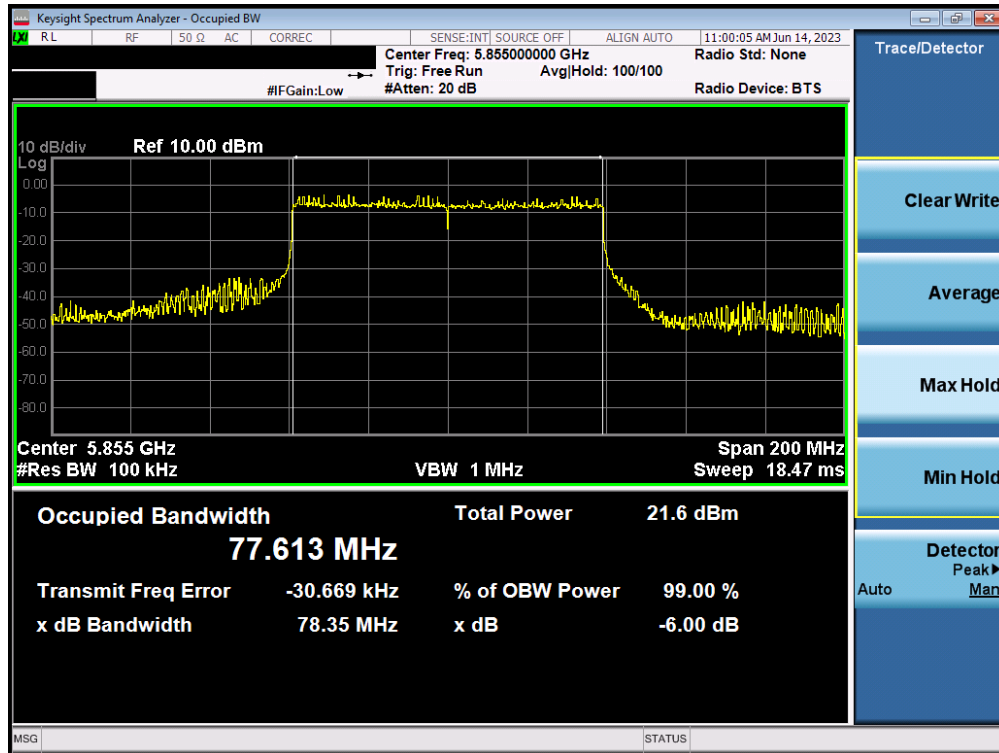 Keysight Spectrum Analyzer - Occupied BW
LXI RL RF 50 Ω AC CORREC SENSE:INT SOURCE OFF ALIGN AUTO 11:00:05 AM Jun 14, 2023
Center Freq: 5.855000000 GHz Radio Std: None
Trig: Free Run Avg|Hold: 100/100
#IFGain:Low #Atten: 20 dB Radio Device: BTS
Trace/Detector
10 dB/div Ref 10.00 dBm
Log
0.00
-10.0
-20.0
-30.0
-40.0
-50.0
-60.0
-70.0
-80.0
Center 5.855 GHz Span 200 MHz
#Res BW 100 kHz VBW 1 MHz Sweep 18.47 ms
Occupied Bandwidth Total Power 21.6 dBm
77.613 MHz
Transmit Freq Error -30.669 kHz % of OBW Power 99.00 %
x dB Bandwidth 78.35 MHz x dB -6.00 dB
Clear Write
Average
Max Hold
Min Hold
Detector
Peak▶
Auto Man
MSG STATUS